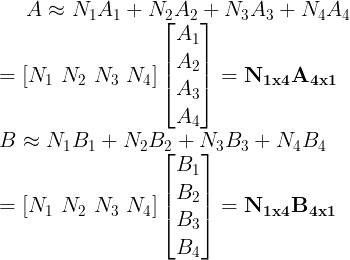 A ≈ N₁A₁ + N₂A₂ + N₃A₃ + N₄A₄
= [N₁ N₂ N₃ N₄] [A₁ A₂ A₃ A₄] = N₁ₓ₄A₄ₓ₁
B ≈ N₁B₁ + N₂B₂ + N₃B₃ + N₄B₄
= [N₁ N₂ N₃ N₄] [B₁ B₂ B₃ B₄] = N₁ₓ₄B₄ₓ₁